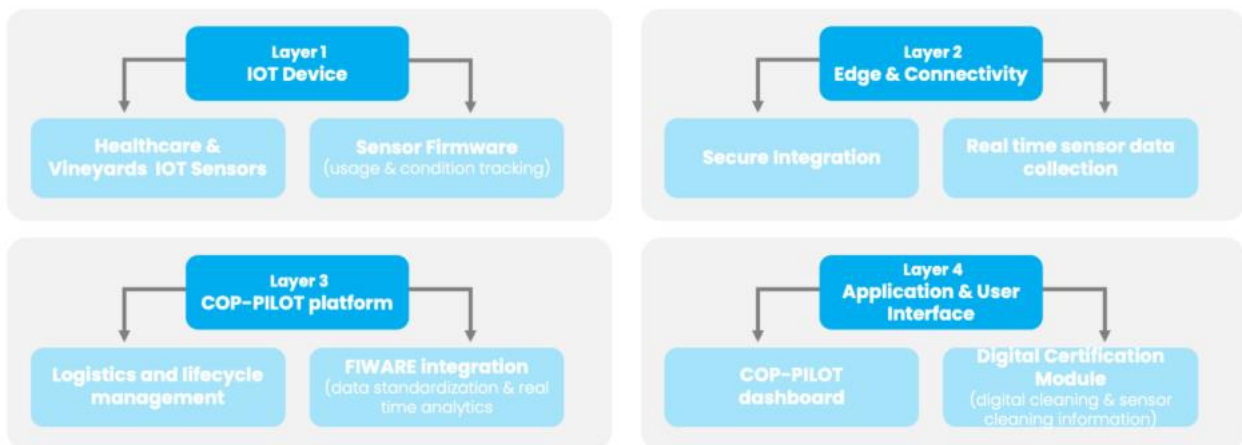 Layer 1
IOT Device
Healthcare &
Vineyards IOT Sensors
Sensor Firmware
(usage & condition tracking)
Layer 2
Edge & Connectivity
Secure Integration
Real time sensor data
collection
Layer 3
COP-PILOT platform
Logistics and lifecycle
management
FIWARE integration
(data standardization & real
time analytics
Layer 4
Application & User
Interface
COP-PILOT
dashboard
Digital Certification
Module
(digital cleaning & sensor
cleaning information)